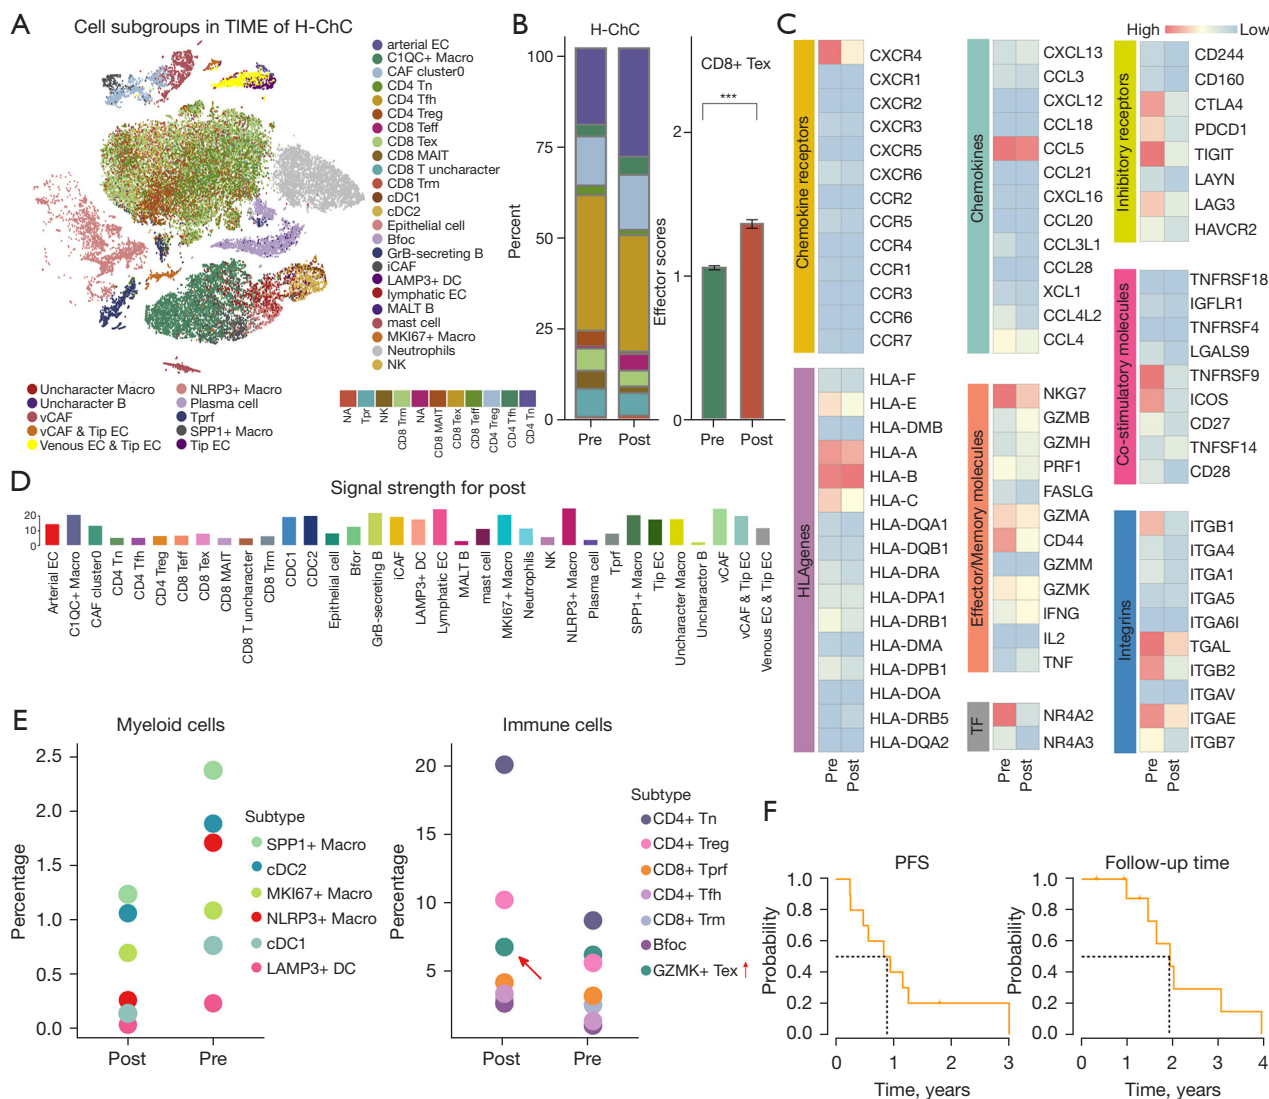 A
Cell subgroups in TIME of H-ChC
arterial EC
C1QC+ Macro
CAF cluster0
CD4 Tn
CD4 Tfh
CD4 Treg
CD8 Teff
CD8 Tex
CD8 MAIT
CD8 T uncharacter
CD8 Trm
cDC1
cDC2
Epithelial cell
Bfoc
GrB-secreting B
iCAF
LAMP3+ DC
lymphatic EC
MALT B
mast cell
MKI67+ Macro
Neutrophils
NK
Uncharacter Macro
Uncharacter B
vCAF
vCAF & Tip EC
Venous EC & Tip EC
NLRP3+ Macro
Plasma cell
Tprf
SPP1+ Macro
Tip EC
NA
Tpr
NK
CD8 Trm
NA
CD8 MAIT
CD8 Tex
CD8 Teff
CD4 Treg
CD4 Tfh
CD4 Tn
B
H-ChC
Percent
100
75
50
25
0
Pre
Post
CD8+ Tex
***
Effector scores
2
1
0
Pre
Post
C
High
Low
Chemokine receptors
CXCR4
CXCR1
CXCR2
CXCR3
CXCR5
CXCR6
CCR2
CCR5
CCR4
CCR1
CCR3
CCR6
CCR7
HLAgenes
HLA-F
HLA-E
HLA-DMB
HLA-A
HLA-B
HLA-C
HLA-DQA1
HLA-DQB1
HLA-DRA
HLA-DPA1
HLA-DRB1
HLA-DMA
HLA-DPB1
HLA-DOA
HLA-DRB5
HLA-DQA2
Pre
Post
Chemokines
CXCL13
CCL3
CXCL12
CCL18
CCL5
CCL21
CXCL16
CCL20
CCL3L1
CCL28
XCL1
CCL4L2
CCL4
Effector/Memory molecules
NKG7
GZMB
GZMH
PRF1
FASLG
GZMA
CD44
GZMM
GZMK
IFNG
IL2
TNF
TF
NR4A2
NR4A3
Pre
Post
Inhibitory receptors
CD244
CD160
CTLA4
PDCD1
TIGIT
LAYN
LAG3
HAVCR2
Co-stimulatory molecules
TNFRSF18
IGFLR1
TNFRSF4
LGALS9
TNFRSF9
ICOS
CD27
TNFSF14
CD28
Integrins
ITGB1
ITGA4
ITGA1
ITGA5
ITGA6I
TGAL
ITGB2
ITGAV
ITGAE
ITGB7
Pre
Post
D
Signal strength for post
20
10
0
Arterial EC
C1QC+ Macro
CAF cluster0
CD4 Tn
CD4 Tfh
CD4 Treg
CD8 Teff
CD8 Tex
CD8 MAIT
CD8 T uncharacter
CD8 Trm
CDC1
CDC2
Epithelial cell
Bfor
GrB-secreting B
iCAF
LAMP3+ DC
Lymphatic EC
MALT B
mast cell
MKI67+ Macro
Neutrophils
NK
NLRP3+ Macro
Plasma cell
Tprf
SPP1+ Macro
Tip EC
Uncharacter Macro
Uncharactor B
vCAF
vCAF & Tip EC
Venous EC & Tip EC
E
Myeloid cells
Percentage
2.5
2.0
1.5
1.0
0.5
0.0
Post
Pre
Subtype
SPP1+ Macro
cDC2
MKI67+ Macro
NLRP3+ Macro
cDC1
LAMP3+ DC
Immune cells
Percentage
20
15
10
5
Post
Pre
Subtype
CD4+ Tn
CD4+ Treg
CD8+ Tprf
CD4+ Tfh
CD8+ Trm
Bfoc
GZMK+ Tex
F
PFS
Probability
1.0
0.8
0.6
0.4
0.2
0.0
0
1
2
3
Time, years
Follow-up time
Probability
1.0
0.8
0.6
0.4
0.2
0.0
0
1
2
3
4
Time, years